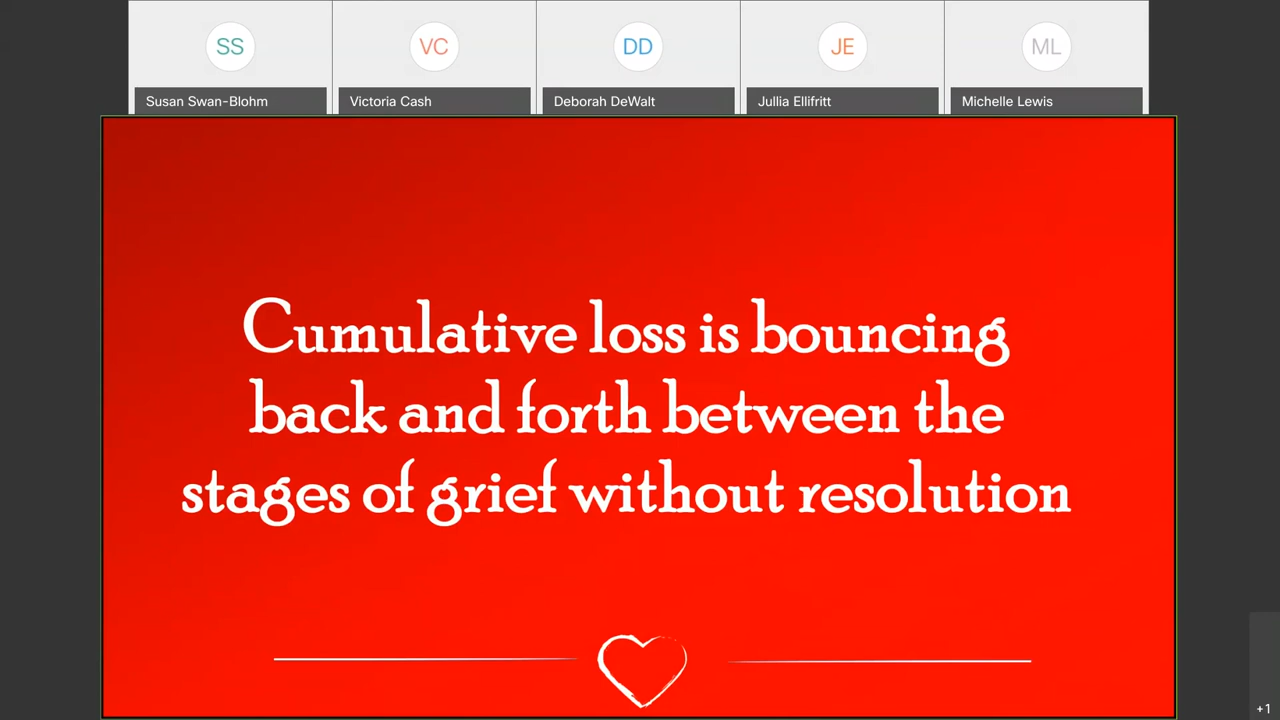 SS
VC
DD
JE
ML
Susan Swan-Blohm
Victoria Cash
Deborah DeWalt
Jullia Ellifritt
Michelle Lewis
Cumulative loss is bouncing
back and forth between the
stages of grief without resolution
+1